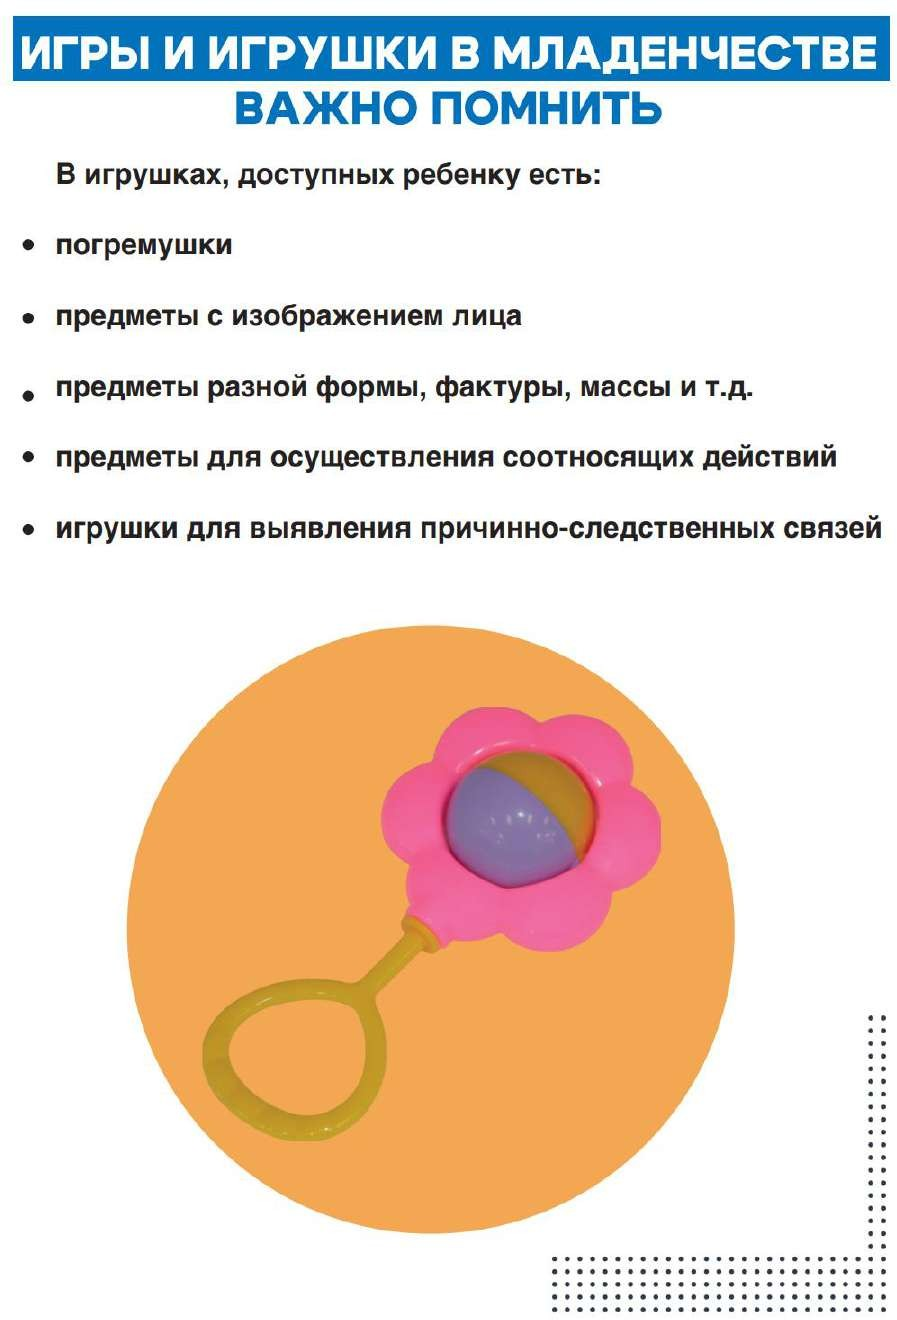 ИГРЫ И ИГРУШКИ В МЛАДЕНЧЕСТВЕ
ВАЖНО ПОМНИТЬ
В игрушках, доступных ребенку есть:
• погремушки
• предметы с изображением лица
• предметы разной формы, фактуры, массы и т.д.
• предметы для осуществления соотносящих действий
• игрушки для выявления причинно-следственных связей